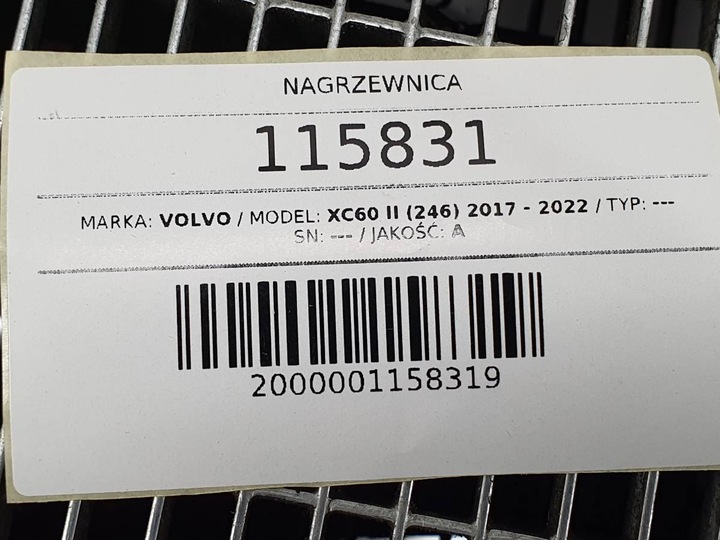 NAGRZEWNICA
115831
MARKA: VOLVO / MODEL: XC60 II (246) 2017 - 2022 / TYP: ---
SN: --- / JAKOŚĆ: A
2000001158319